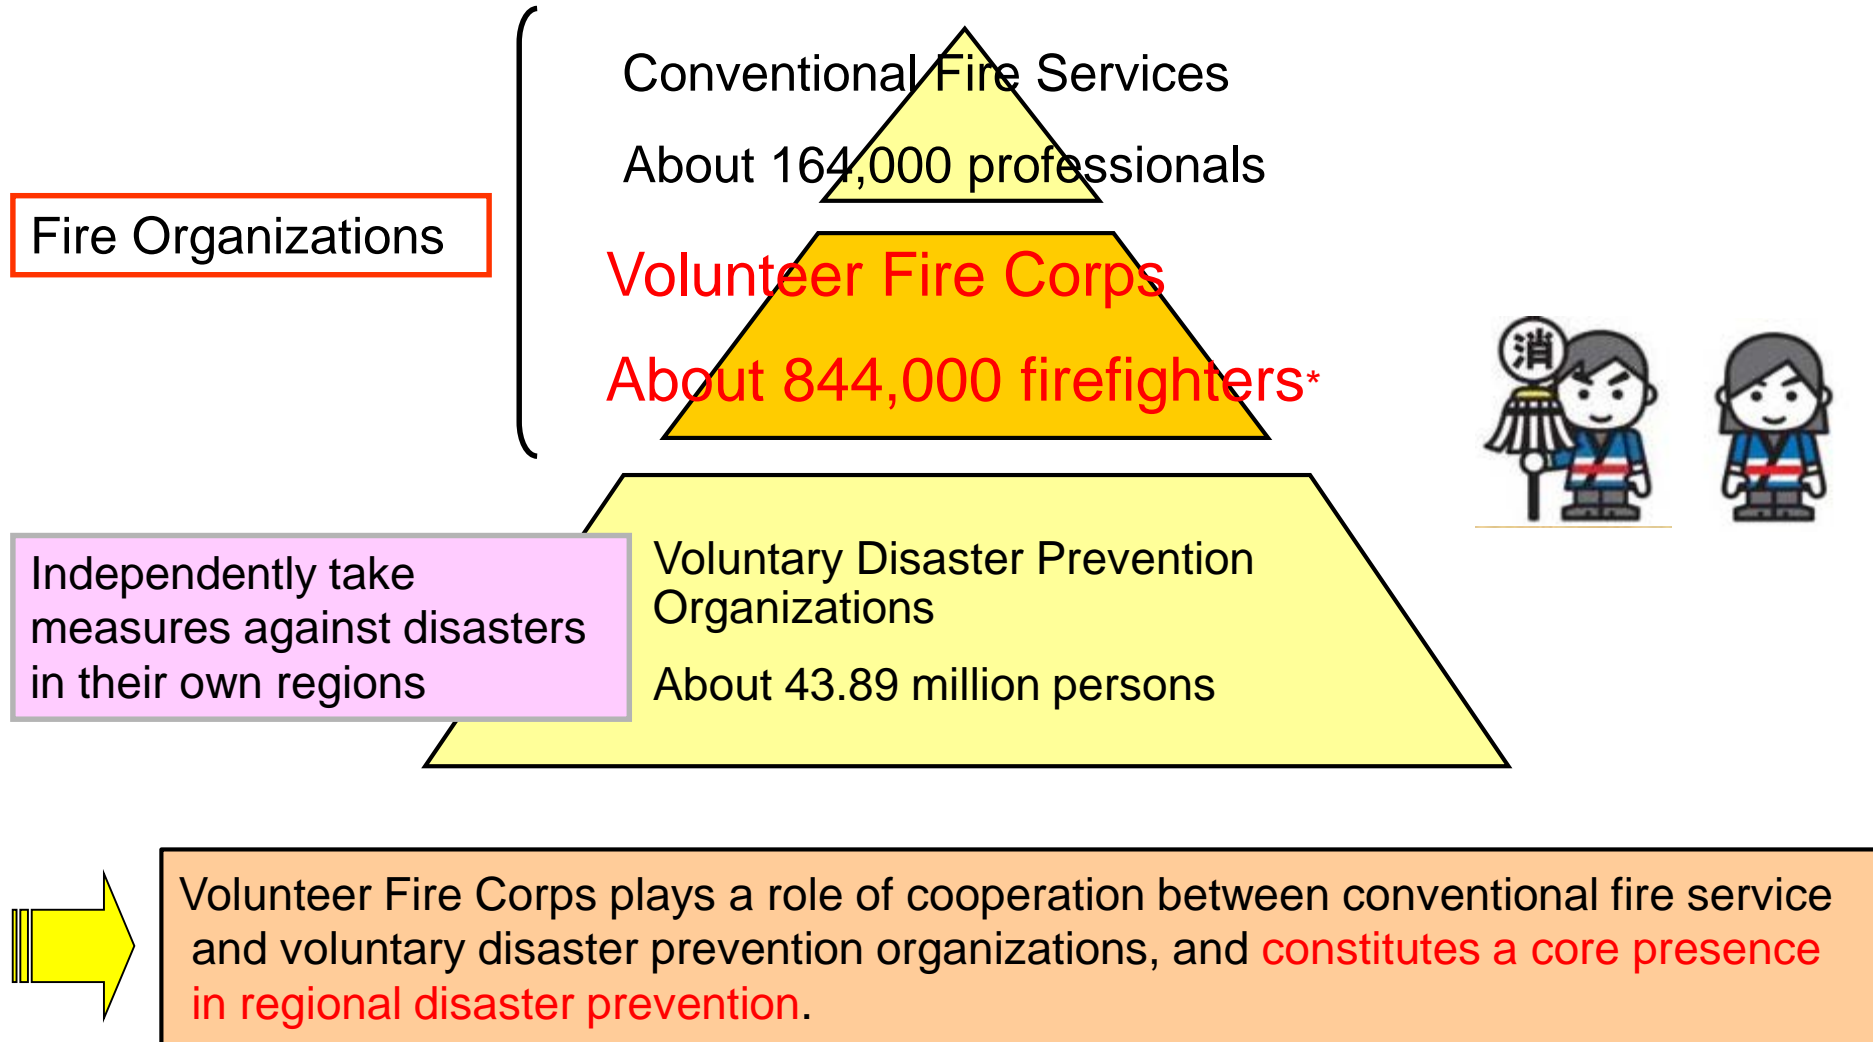 Conventional Fire Services
About 164,000 professionals
Fire Organizations
Volunteer Fire Corps
About 844,000 firefighters*
消
Independently take
measures against disasters
in their own regions
Voluntary Disaster Prevention
Organizations
About 43.89 million persons
Volunteer Fire Corps plays a role of cooperation between conventional fire service
and voluntary disaster prevention organizations, and constitutes a core presence
in regional disaster prevention.